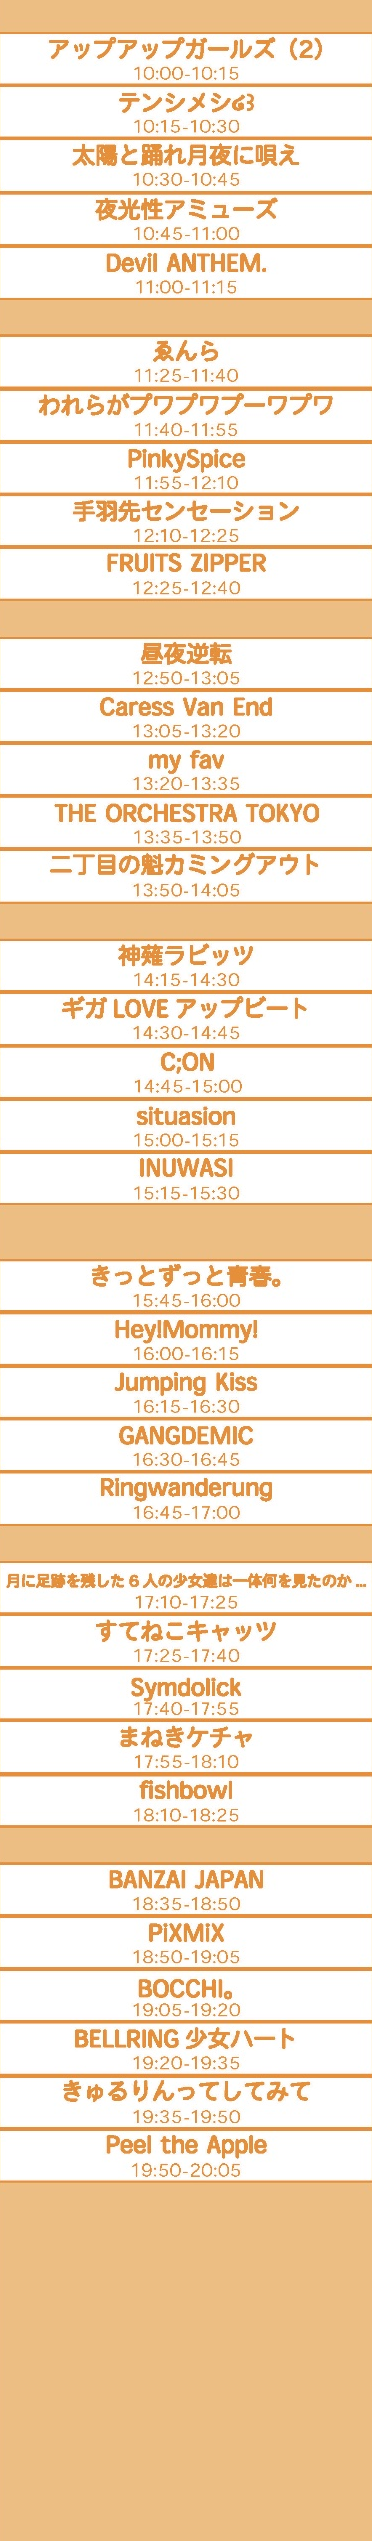 アップアップガールズ（2）
10:00-10:15
テンシメシ໒꒱
10:15-10:30
太陽と踊れ月夜に唄え
10:30-10:45
夜光性アミューズ
10:45-11:00
Devil ANTHEM.
11:00-11:15
ゑんら
11:25-11:40
われらがプワプワプーワプワ
11:40-11:55
PinkySpice
11:55-12:10
手羽先センセーション
12:10-12:25
FRUITS ZIPPER
12:25-12:40
昼夜逆転
12:50-13:05
Caress Van End
13:05-13:20
my fav
13:20-13:35
THE ORCHESTRA TOKYO
13:35-13:50
二丁目の魁カミングアウト
13:50-14:05
神薙ラビッツ
14:15-14:30
ギガ LOVE アップビート
14:30-14:45
C;ON
14:45-15:00
situasion
15:00-15:15
INUWASI
15:15-15:30
きっとずっと青春。
15:45-16:00
Hey!Mommy!
16:00-16:15
Jumping Kiss
16:15-16:30
GANGDEMIC
16:30-16:45
Ringwanderung
16:45-17:00
月に足跡を残した 6 人の少女達は一体何を見たのか ...
17:10-17:25
すてねこキャッツ
17:25-17:40
Symdolick
17:40-17:55
まねきケチャ
17:55-18:10
fishbowl
18:10-18:25
BANZAI JAPAN
18:35-18:50
PiXMiX
18:50-19:05
BOCCHI。
19:05-19:20
BELLRING 少女ハート
19:20-19:35
きゅるりんってしてみて
19:35-19:50
Peel the Apple
19:50-20:05